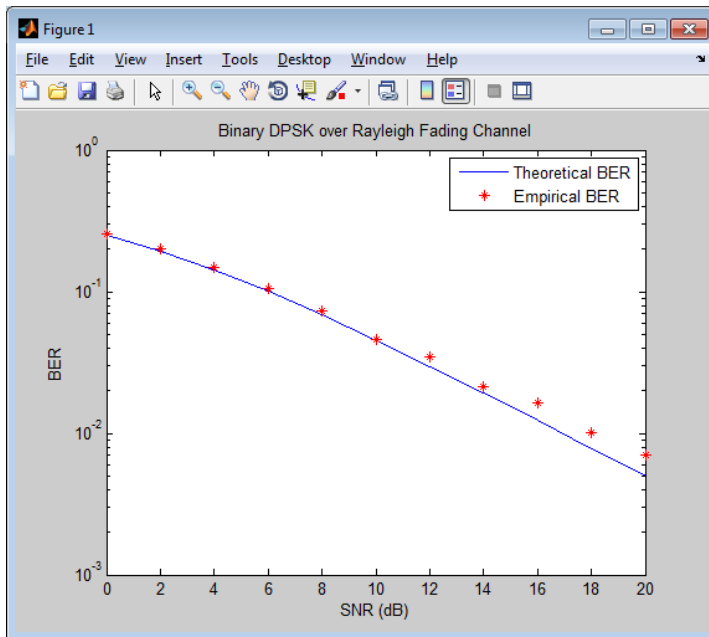 Figure 1
File Edit View Insert Tools Desktop Window Help
Binary DPSK over Rayleigh Fading Channel
Theoretical BER
Empirical BER
10^0
10^-1
10^-2
10^-3
BER
0 2 4 6 8 10 12 14 16 18 20
SNR (dB)